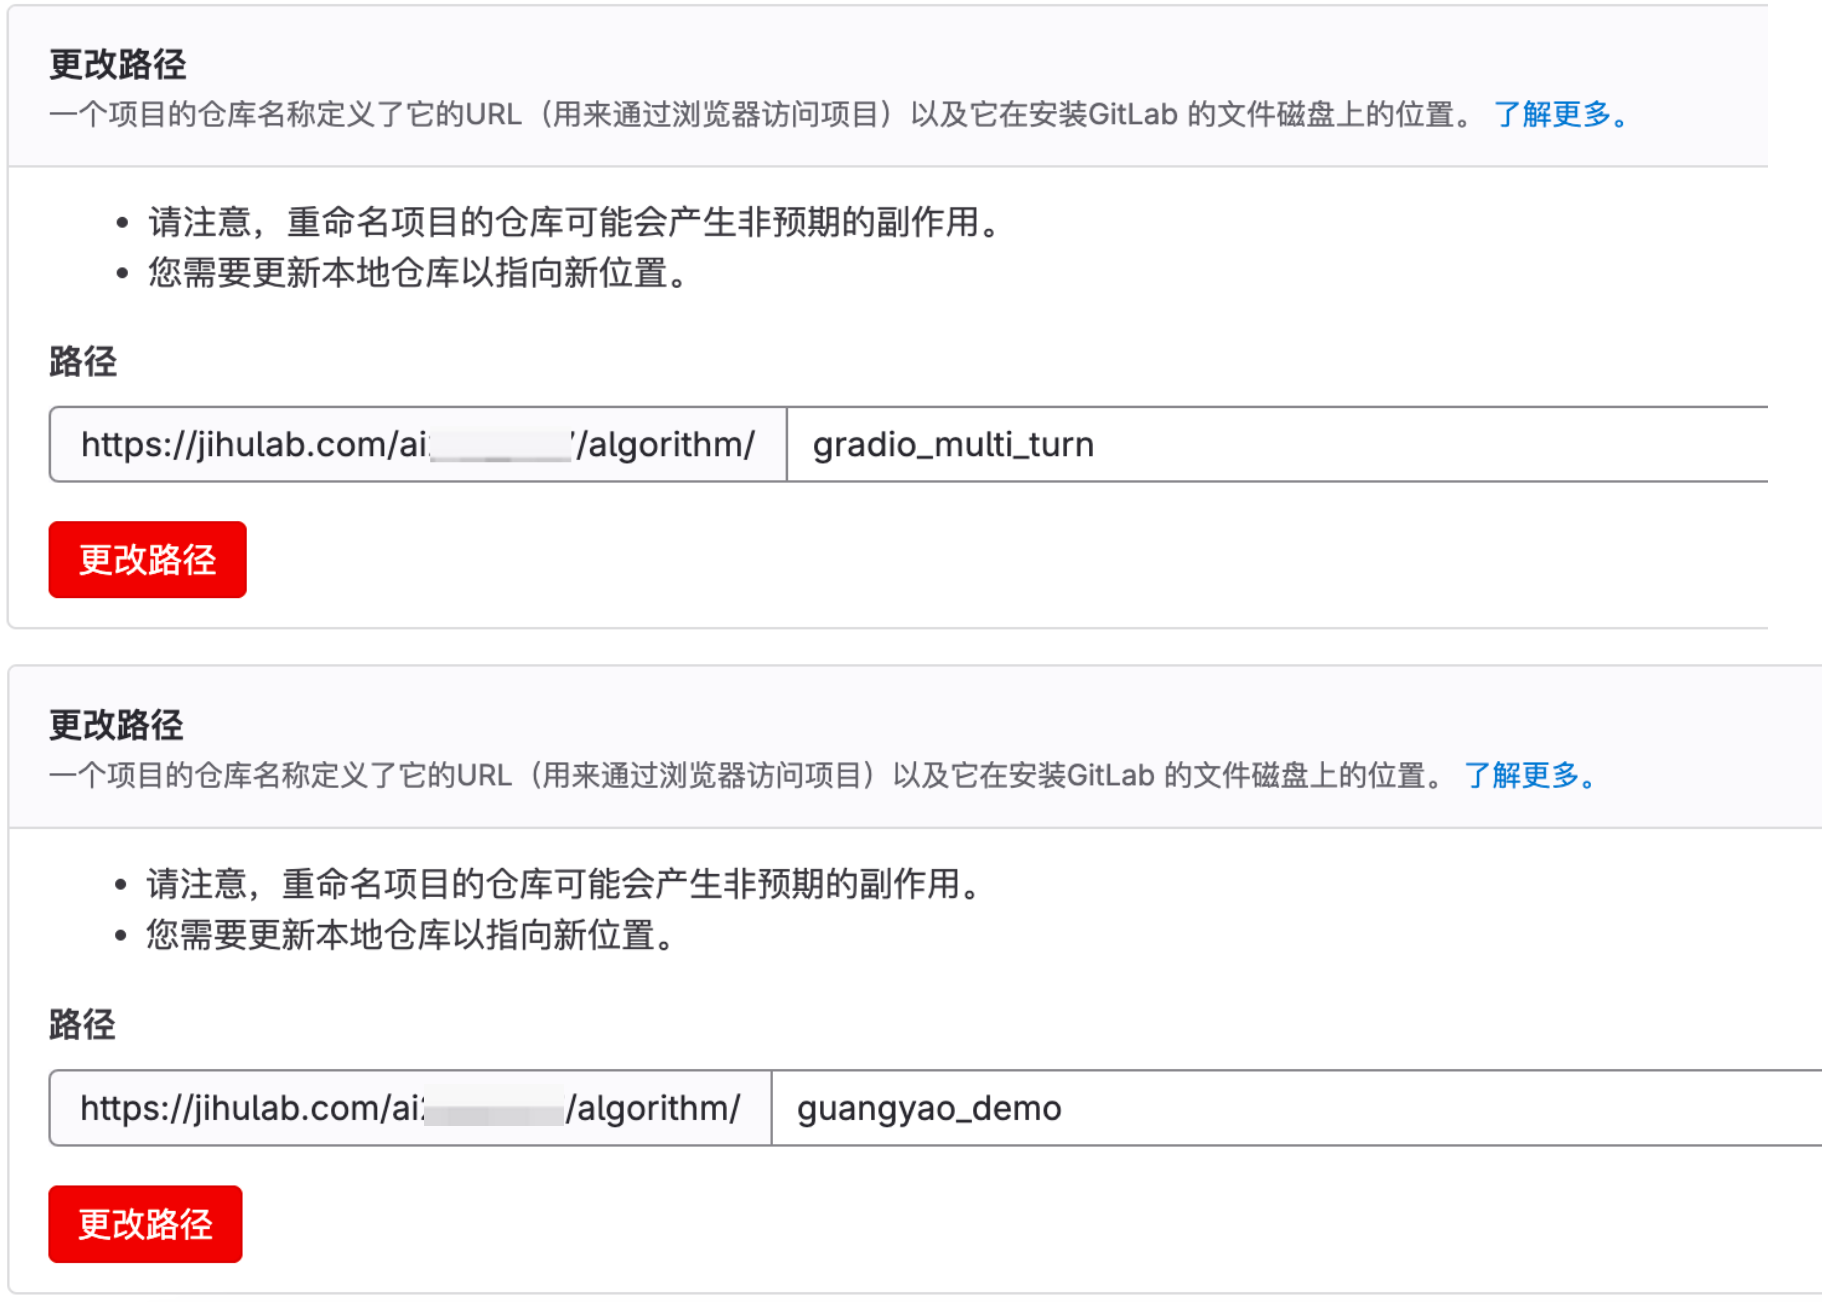 更改路径
一个项目的仓库名称定义了它的URL（用来通过浏览器访问项目）以及它在安装GitLab 的文件磁盘上的位置。 了解更多。
• 请注意，重命名项目的仓库可能会产生非预期的副作用。
• 您需要更新本地仓库以指向新位置。
路径
https://jihulab.com/ai /algorithm/ gradio_multi_turn
更改路径
更改路径
一个项目的仓库名称定义了它的URL（用来通过浏览器访问项目）以及它在安装GitLab 的文件磁盘上的位置。 了解更多。
• 请注意，重命名项目的仓库可能会产生非预期的副作用。
• 您需要更新本地仓库以指向新位置。
路径
https://jihulab.com/ai /algorithm/ guangyao_demo
更改路径